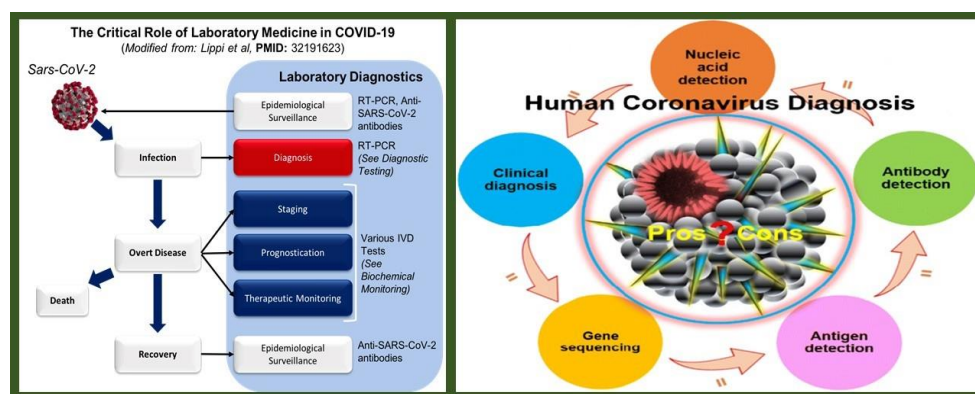 The Critical Role of Laboratory Medicine in COVID-19
(Modified from: Lippi et al, PMID: 32191623)
Sars-CoV-2
Laboratory Diagnostics
Epidemiological
Surveillance
RT-PCR, Anti-
SARS-CoV-2
antibodies
Infection
Diagnosis
RT-PCR
(See Diagnostic
Testing)
Staging
Overt Disease
Prognostication
Various IVD
Tests
(See
Biochemical
Monitoring)
Death
Therapeutic Monitoring
Recovery
Epidemiological
Surveillance
Anti-SARS-CoV-2
antibodies
Nucleic
acid
detection
Human Coronavirus Diagnosis
Clinical
diagnosis
Antibody
detection
Pros ? Cons
Gene
sequencing
Antigen
detection